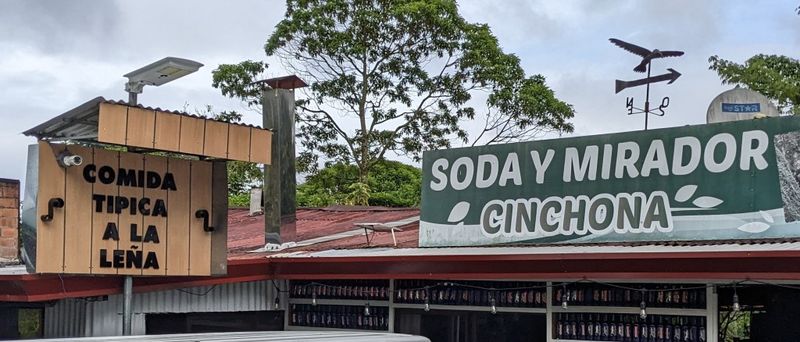 COMIDA
TIPICA
A LA
LEÑA
SODA Y MIRADOR
CINCHONA
STAR